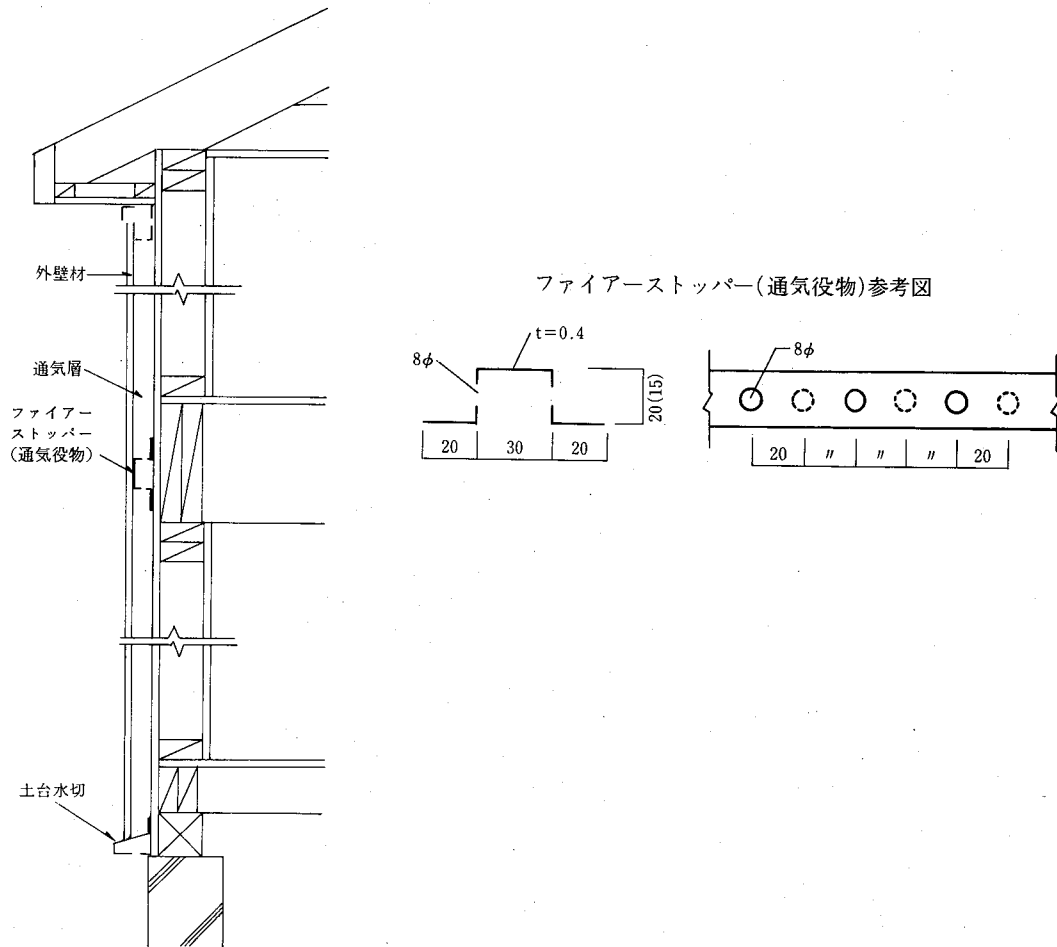 外壁材
通気層
ファイアー
ストッパー
(通気役物)
土台水切
ファイアーストッパー(通気役物)参考図
t=0.4
8φ
20(15)
20
30
20
8φ
20
〃
〃
〃
20